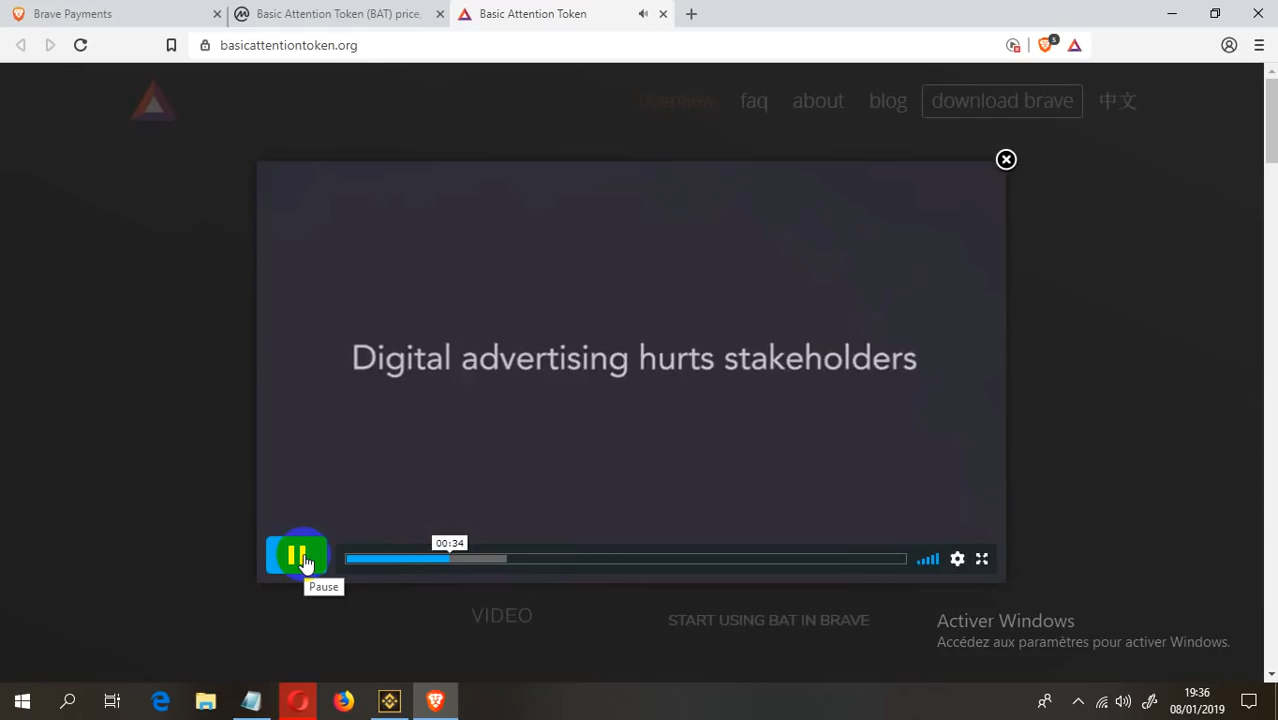 Brave Payments
Basic Attention Token (BAT) price,
Basic Attention Token
basicattentiontoken.org
5
overview
faq
about
blog
download brave
中文
Digital advertising hurts stakeholders
00:34
Pause
VIDEO
START USING BAT IN BRAVE
Activer Windows
Accédez aux paramètres pour activer Windows.
19:36
08/01/2019